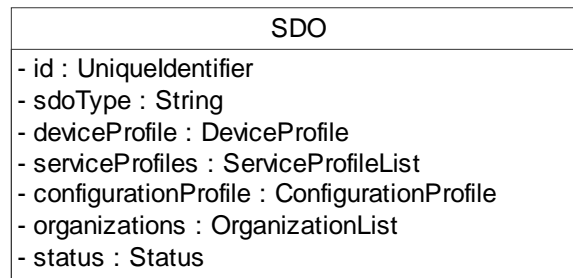 SDO
- id : UniqueIdentifier
- sdoType : String
- deviceProfile : DeviceProfile
- serviceProfiles : ServiceProfileList
- configurationProfile : ConfigurationProfile
- organizations : OrganizationList
- status : Status